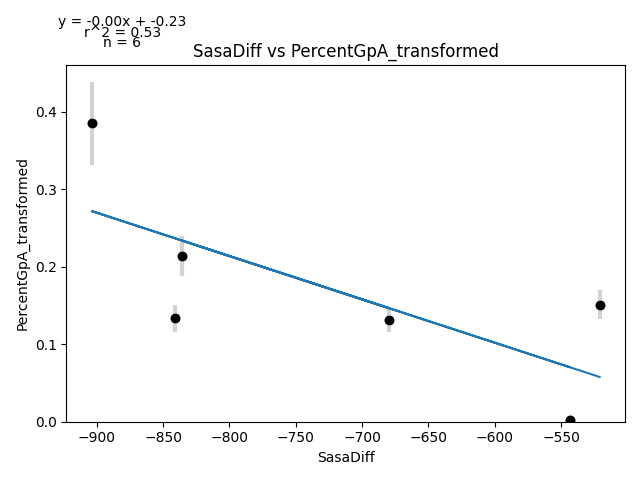 y = -0.00x + -0.23
r^2 = 0.53
n = 6
SasaDiff vs PercentGpA_transformed
PercentGpA_transformed
0.4
0.3
0.2
0.1
0.0
−900
−850
−800
−750
−700
−650
−600
−550
SasaDiff